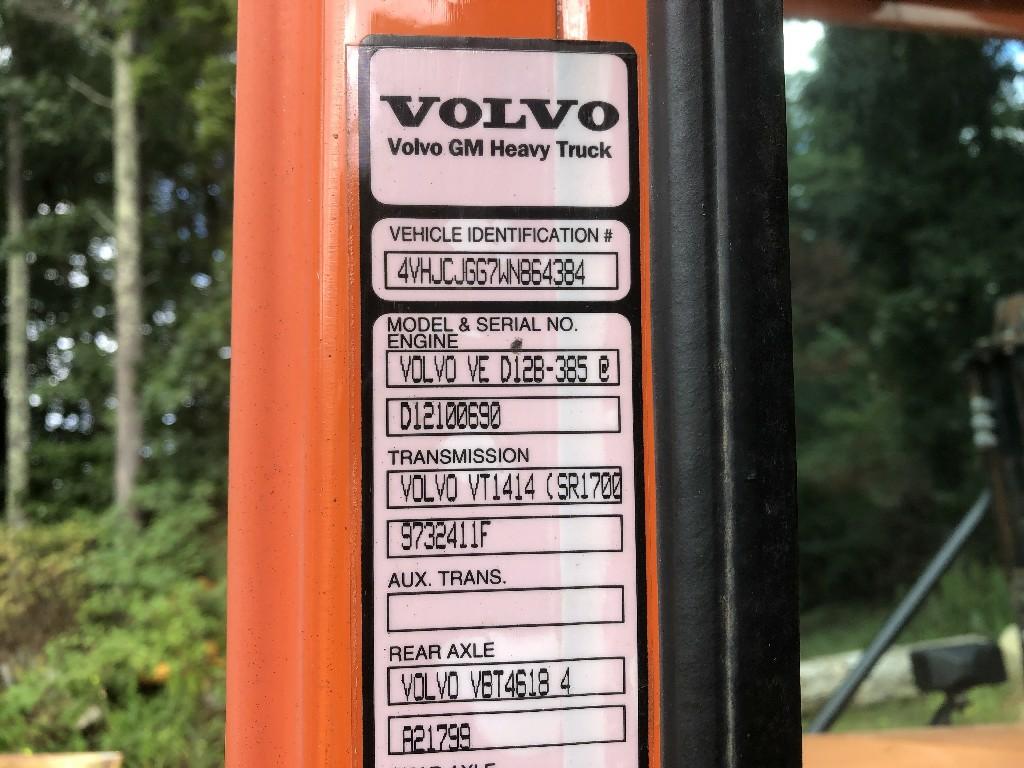 VOLVO
Volvo GM Heavy Truck
VEHICLE IDENTIFICATION #
4VHJCJGG7WN864384
MODEL & SERIAL NO.
ENGINE
VOLVO VE D12B-385 @
D12100690
TRANSMISSION
VOLVO VT1414 (SR1700
9732411F
AUX. TRANS.
REAR AXLE
VOLVO VBT4618 4
A21799